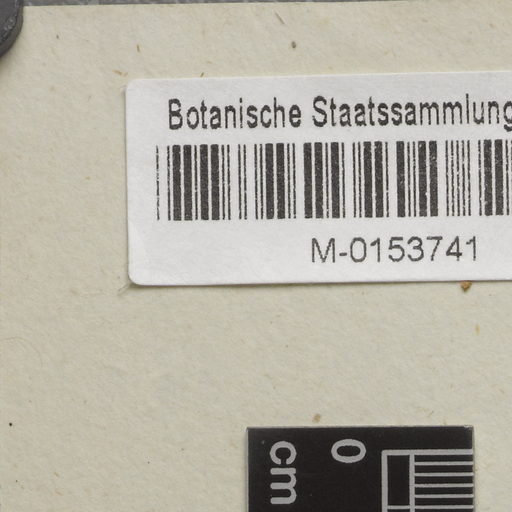 Botanische Staatssammlung
M-0153741
0
cm